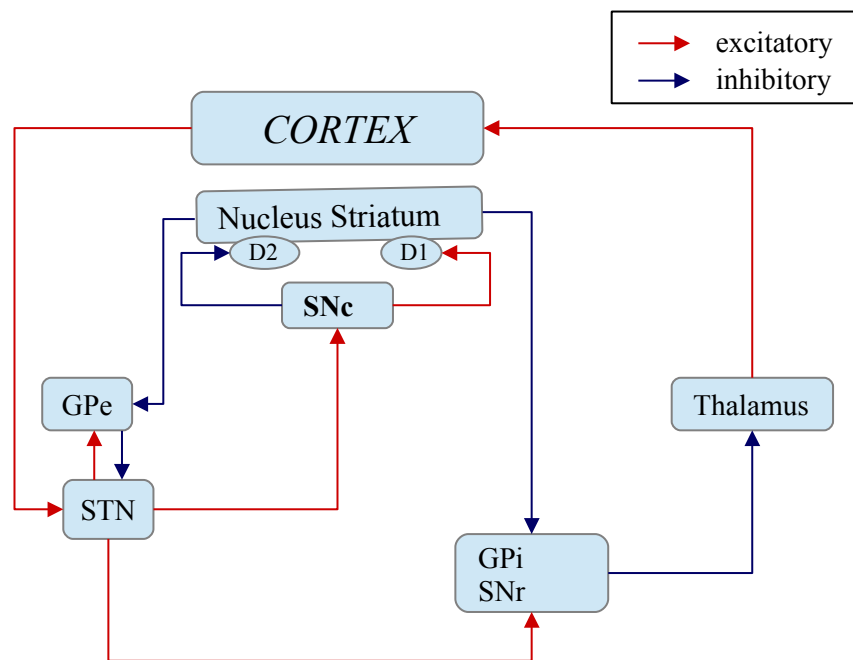 excitatory
inhibitory
CORTEX
Nucleus Striatum
D2
D1
SNc
GPe
Thalamus
STN
GPi
SNr